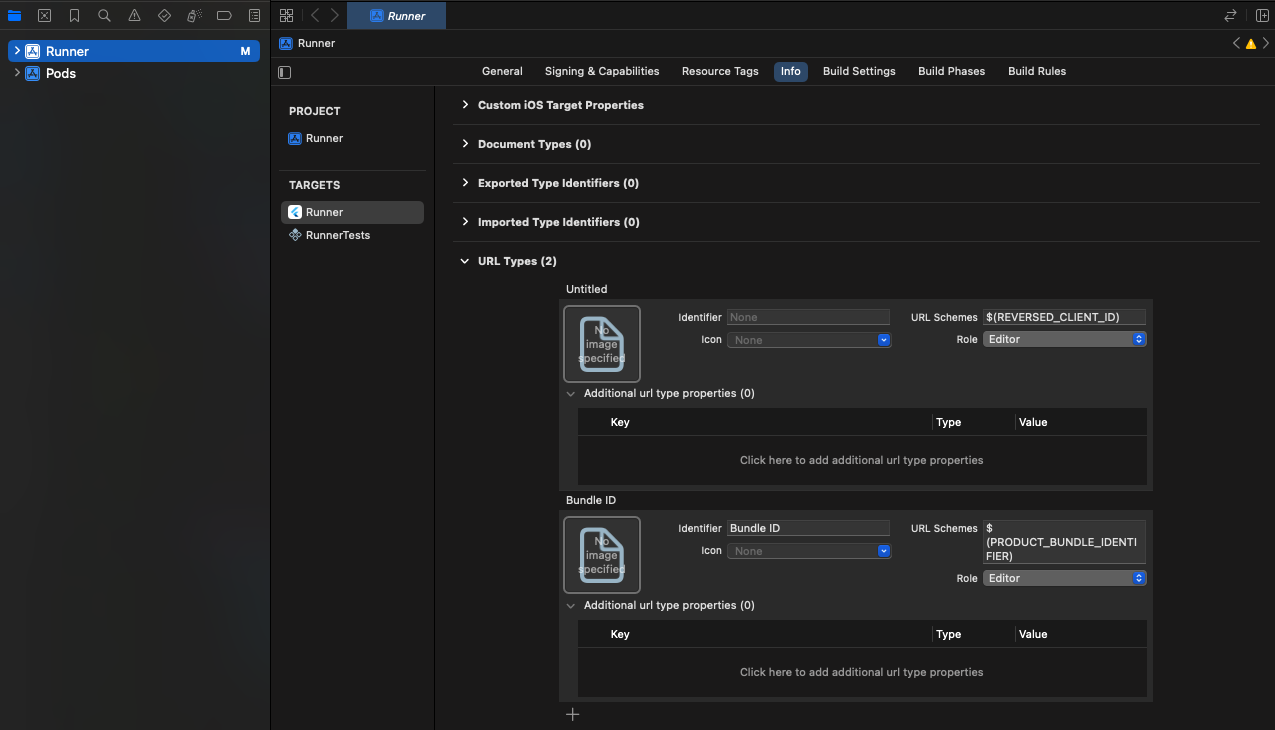 Runner
Runner M
Pods
Runner
General Signing & Capabilities Resource Tags Info Build Settings Build Phases Build Rules
PROJECT
Runner
TARGETS
Runner
RunnerTests
Custom iOS Target Properties
Document Types (0)
Exported Type Identifiers (0)
Imported Type Identifiers (0)
URL Types (2)
Untitled
No
image
specified
Identifier None
URL Schemes $(REVERSED_CLIENT_ID)
Icon None
Role Editor
Additional url type properties (0)
Key Type Value
Click here to add additional url type properties
Bundle ID
No
image
specified
Identifier Bundle ID
URL Schemes $
(PRODUCT_BUNDLE_IDENTI
FIER)
Icon None
Role Editor
Additional url type properties (0)
Key Type Value
Click here to add additional url type properties